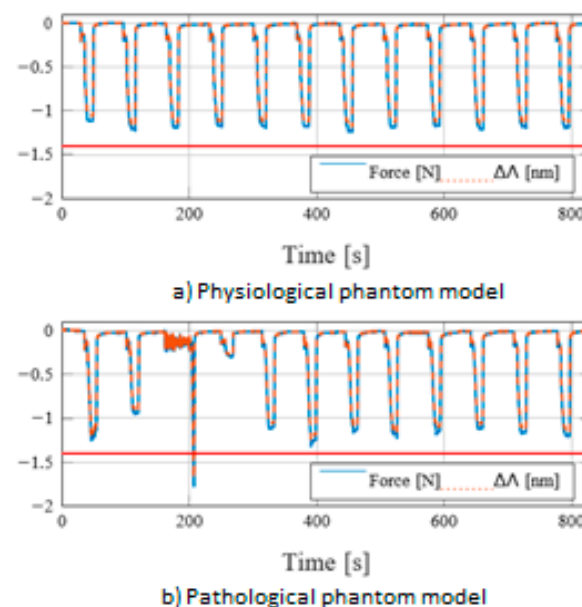 0
−0.5
−1
−1.5
−2
Force [N] ΔΛ [nm]
0 200 400 600 800
Time [s]
a) Physiological phantom model
0
−0.5
−1
−1.5
−2
Force [N] ΔΛ [nm]
0 200 400 600 800
Time [s]
b) Pathological phantom model